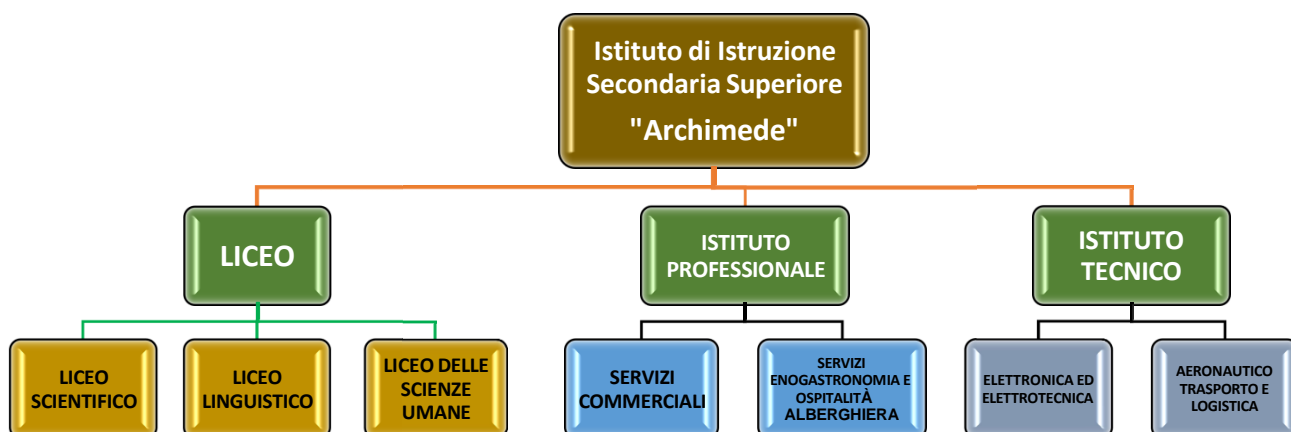 Istituto di Istruzione
Secondaria Superiore
"Archimede"
LICEO
ISTITUTO
PROFESSIONALE
ISTITUTO
TECNICO
LICEO
SCIENTIFICO
LICEO
LINGUISTICO
LICEO DELLE
SCIENZE
UMANE
SERVIZI
COMMERCIALI
SERVIZI
ENOGASTRONOMIA E
OSPITALITÀ
ALBERGHIERA
ELETTRONICA ED
ELETTROTECNICA
AERONAUTICO
TRASPORTO E
LOGISTICA